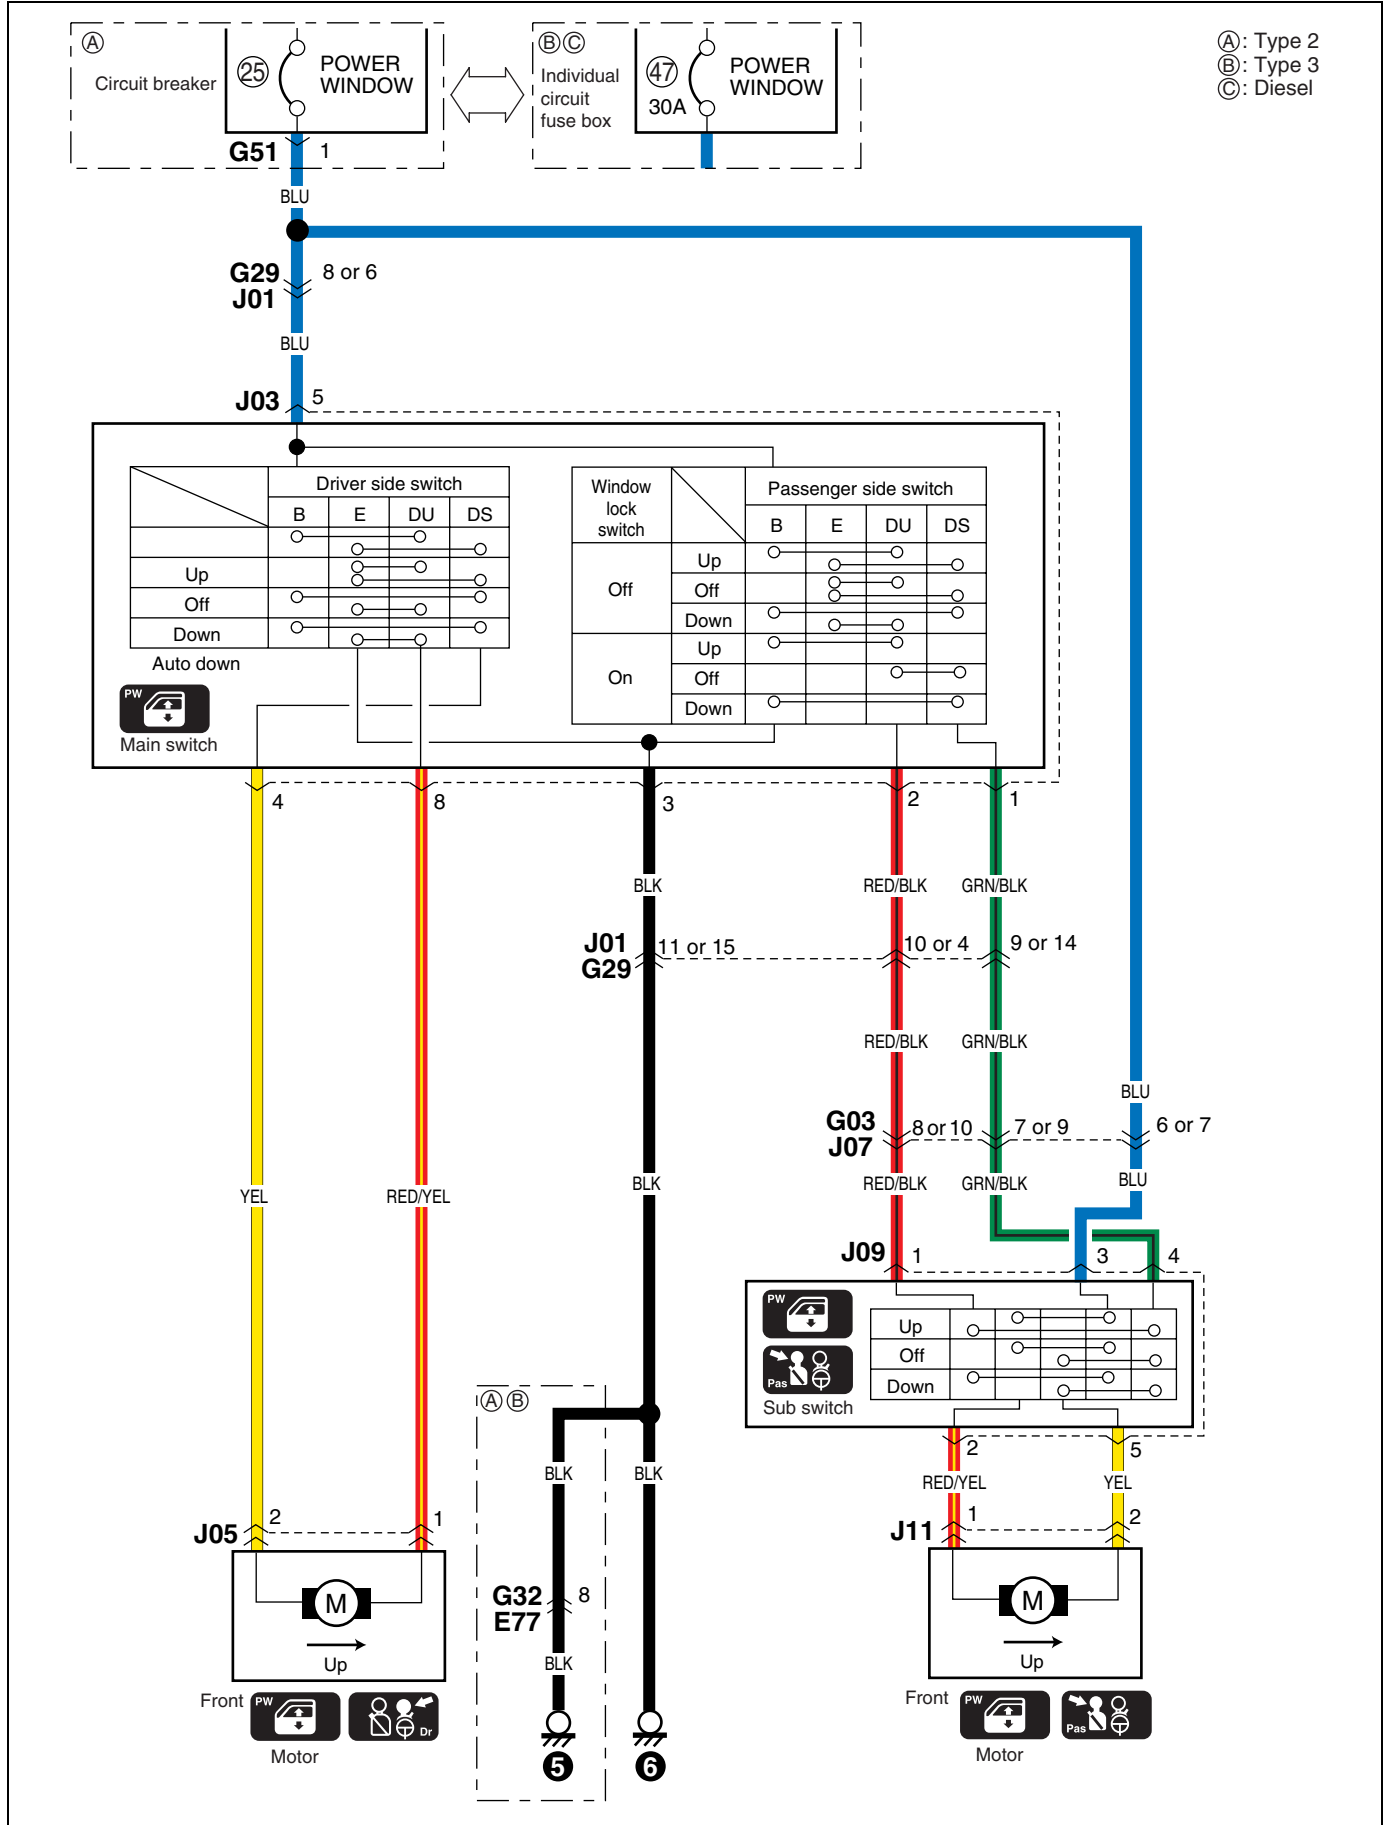 Ⓐ
Circuit breaker
㉕
POWER
WINDOW
G51
1
ⒷⒸ
Individual
circuit
fuse box
㊼
30A
POWER
WINDOW
Ⓐ: Type 2
Ⓑ: Type 3
Ⓒ: Diesel
BLU
G29
J01
8 or 6
BLU
J03
5
Driver side switch
B E DU DS
Up
Off
Down
Auto down
PW
Main switch
Window
lock
switch
Passenger side switch
B E DU DS
Off
Up
Off
Down
On
Up
Off
Down
4 8 3 2 1
BLK RED/BLK GRN/BLK
J01
G29
11 or 15 10 or 4 9 or 14
RED/BLK GRN/BLK
BLU
G03
J07
8 or 10 7 or 9 6 or 7
YEL RED/YEL BLK RED/BLK GRN/BLK BLU
J09
1 3 4
PW
Pas
Sub switch
Up
Off
Down
2 5
RED/YEL YEL
ⒶⒷ
BLK BLK
J05
2 1
J11
1 2
M
Up
G32
E77
8
BLK
M
Up
Front
PW
Dr
Motor
5 6
Front
PW
Pas
Motor